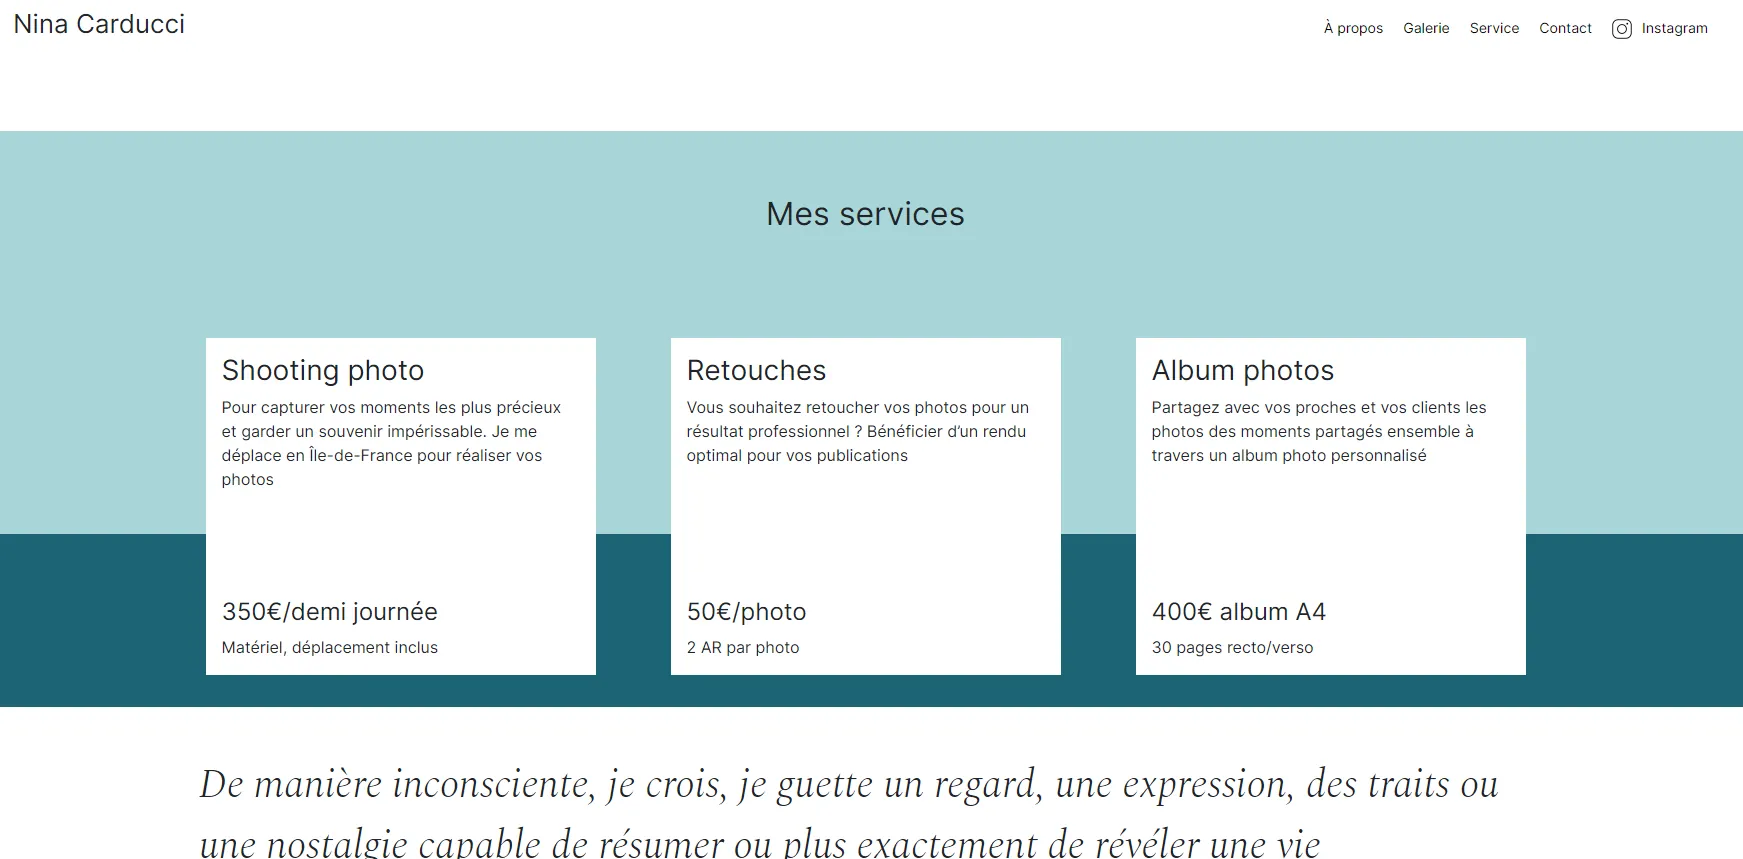 Nina Carducci
À propos Galerie Service Contact Instagram
Mes services
Shooting photo
Pour capturer vos moments les plus précieux
et garder un souvenir impérissable. Je me
déplace en Île-de-France pour réaliser vos
photos
350€/demi journée
Matériel, déplacement inclus
Retouches
Vous souhaitez retoucher vos photos pour un
résultat professionnel ? Bénéficier d’un rendu
optimal pour vos publications
50€/photo
2 AR par photo
Album photos
Partagez avec vos proches et vos clients les
photos des moments partagés ensemble à
travers un album photo personnalisé
400€ album A4
30 pages recto/verso
De manière inconsciente, je crois, je guette un regard, une expression, des traits ou
une nostalgie capable de résumer ou plus exactement de révéler une vie